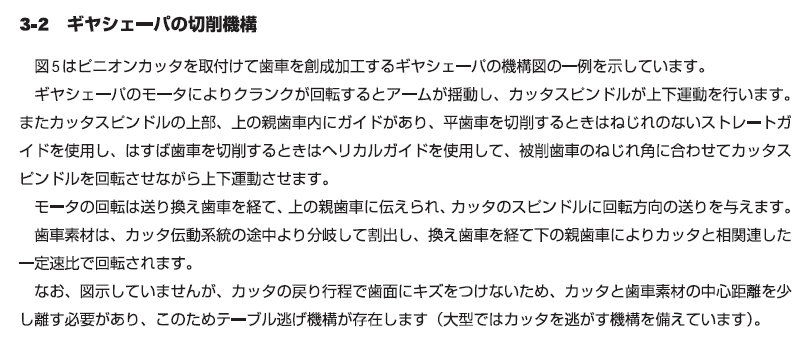 3-2　ギヤシェーパの切削機構
図5はピニオンカッタを取付けて歯車を創成加工するギヤシェーパの機構図の一例を示しています。
ギヤシェーパのモータによりクランクが回転するとアームが揺動し、カッタスピンドルが上下運動を行います。
またカッタスピンドルの上部、上の親歯車内にガイドがあり、平歯車を切削するときはねじれのないストレートガ
イドを使用し、はすば歯車を切削するときはヘリカルガイドを使用して、被削歯車のねじれ角に合わせてカッタス
ピンドルを回転させながら上下運動させます。
モータの回転は送り換え歯車を経て、上の親歯車に伝えられ、カッタのスピンドルに回転方向の送りを与えます。
歯車素材は、カッタ伝動系統の途中より分岐して割出し、換え歯車を経て下の親歯車によりカッタと相関連した
一定速比で回転されます。
なお、図示していませんが、カッタの戻り行程で歯面にキズをつけないため、カッタと歯車素材の中心距離を少
し離す必要があり、このためテーブル逃げ機構が存在します（大型ではカッタを逃がす機構を備えています）。